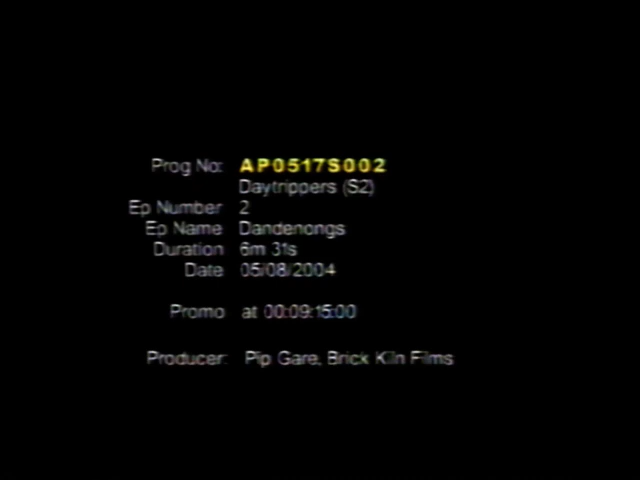 Prog No: AP0517S002
Daytrippers (S2)
Ep Number 2
Ep Name Dandenongs
Duration 6m 31s
Date 05/08/2004
Promo at 00:09:15:00
Producer: Pip Gare, Brick Kiln Films